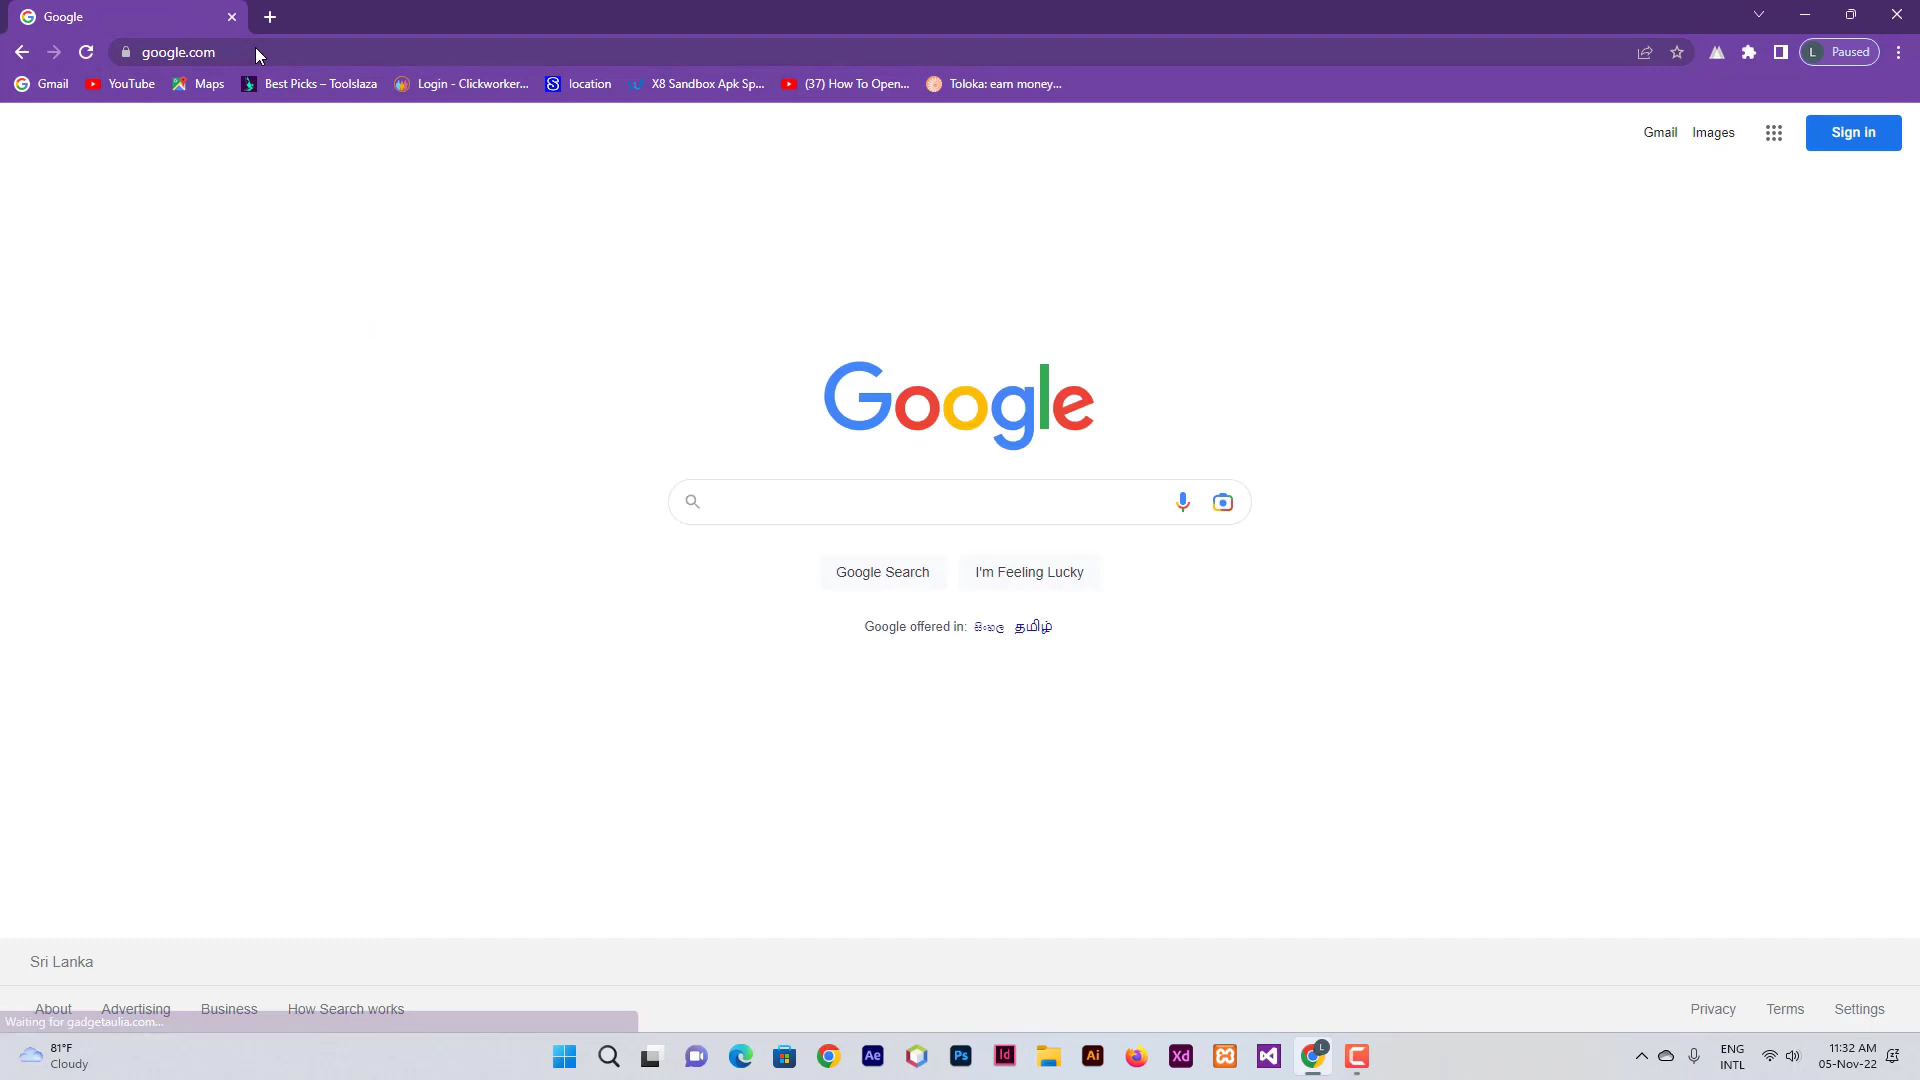 Google
google.com
L Paused
Gmail YouTube Maps Best Picks – Toolslaza Login - Clickworker... location X8 Sandbox Apk Sp... (37) How To Open... Toloka: earn money...
Gmail Images Sign in
Google
Google Search I'm Feeling Lucky
Google offered in: සිංහල தமிழ்
Sri Lanka
About Advertising Business How Search works Privacy Terms Settings
Waiting for gadgetaulia.com...
81°F
Cloudy
Ae Ps Id Ai Xd L
ENG
INTL
11:32 AM
05-Nov-22